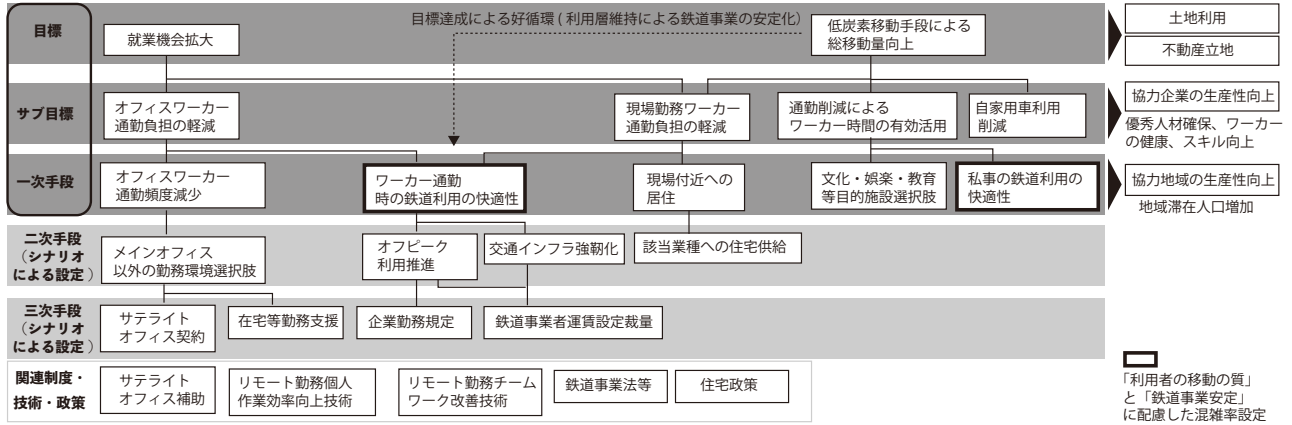 目標
就業機会拡大
目標達成による好循環 ( 利用層維持による鉄道事業の安定化)
低炭素移動手段による
総移動量向上
土地利用
不動産立地
サブ目標
オフィスワーカー
通勤負担の軽減
現場勤務ワーカー
通勤負担の軽減
通勤削減による
ワーカー時間の有効活用
自家用車利用
削減
協力企業の生産性向上
優秀人材確保、ワーカー
の健康、スキル向上
一次手段
オフィスワーカー
通勤頻度減少
ワーカー通勤
時の鉄道利用の快適性
現場付近への
居住
文化・娯楽・教育
等目的施設選択肢
私事の鉄道利用の
快適性
協力地域の生産性向上
地域滞在人口増加
二次手段
（シナリオ
による設定 ）
メインオフィス
以外の勤務環境選択肢
オフピーク
利用推進
交通インフラ強靭化
該当業種への住宅供給
三次手段
（シナリオ
による設定 ）
サテライト
オフィス契約
在宅等勤務支援
企業勤務規定
鉄道事業者運賃設定裁量
関連制度・
技術・政策
サテライト
オフィス補助
リモート勤務個人
作業効率向上技術
リモート勤務チーム
ワーク改善技術
鉄道事業法等
住宅政策
「利用者の移動の質」
と「鉄道事業安定」
に配慮した混雑率設定